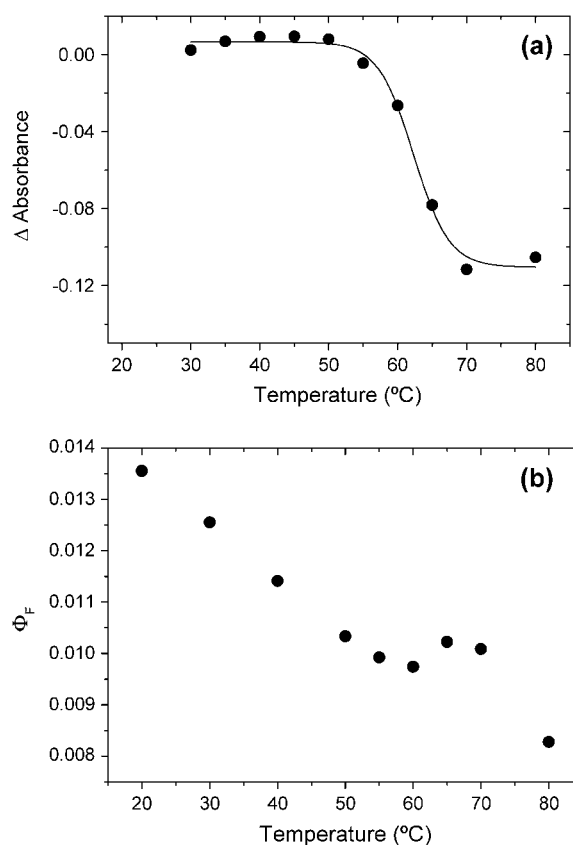 (a)
0.00
-0.04
-0.08
-0.12
Δ Absorbance
20 30 40 50 60 70 80
Temperature (ºC)
(b)
0.014
0.013
0.012
0.011
0.010
0.009
0.008
Φ_F
20 30 40 50 60 70 80
Temperature (ºC)